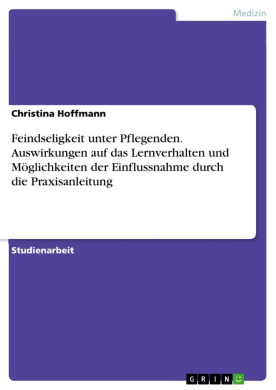 Medizin
Christina Hoffmann
Feindseligkeit unter Pflegenden.
Auswirkungen auf das Lernverhalten und
Möglichkeiten der Einflussnahme durch
die Praxisanleitung
Studienarbeit
GRIN